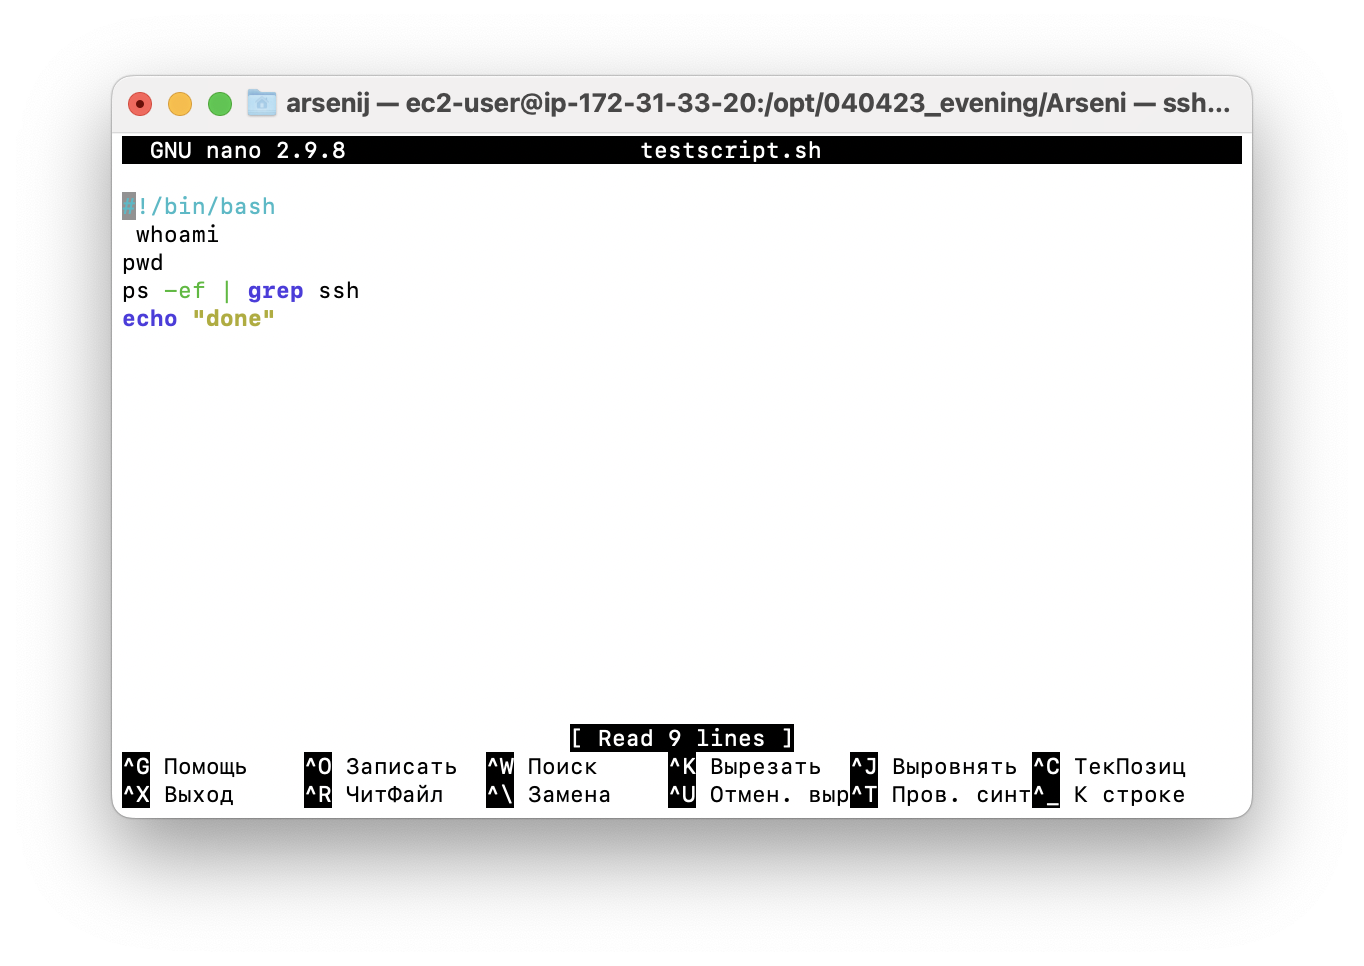 arsenij — ec2-user@ip-172-31-33-20:/opt/040423_evening/Arseni — ssh...
GNU nano 2.9.8 testscript.sh
#!/bin/bash
 whoami
pwd
ps -ef | grep ssh
echo "done"
[ Read 9 lines ]
^G Помощь ^O Записать ^W Поиск ^K Вырезать ^J Выровнять ^C ТекПозиц
^X Выход ^R ЧитФайл ^\ Замена ^U Отмен. выр^T Пров. синт^_ К строке